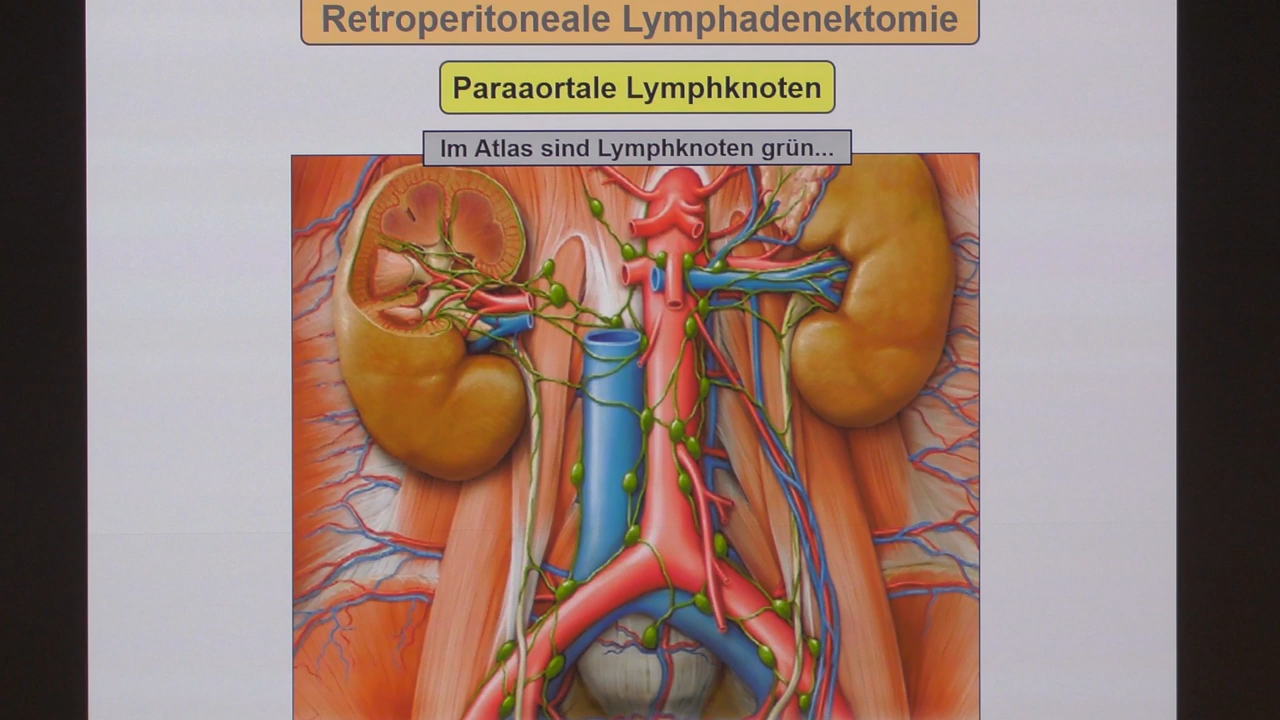 Retroperitoneale Lymphadenektomie
Paraaortale Lymphknoten
Im Atlas sind Lymphknoten grün...